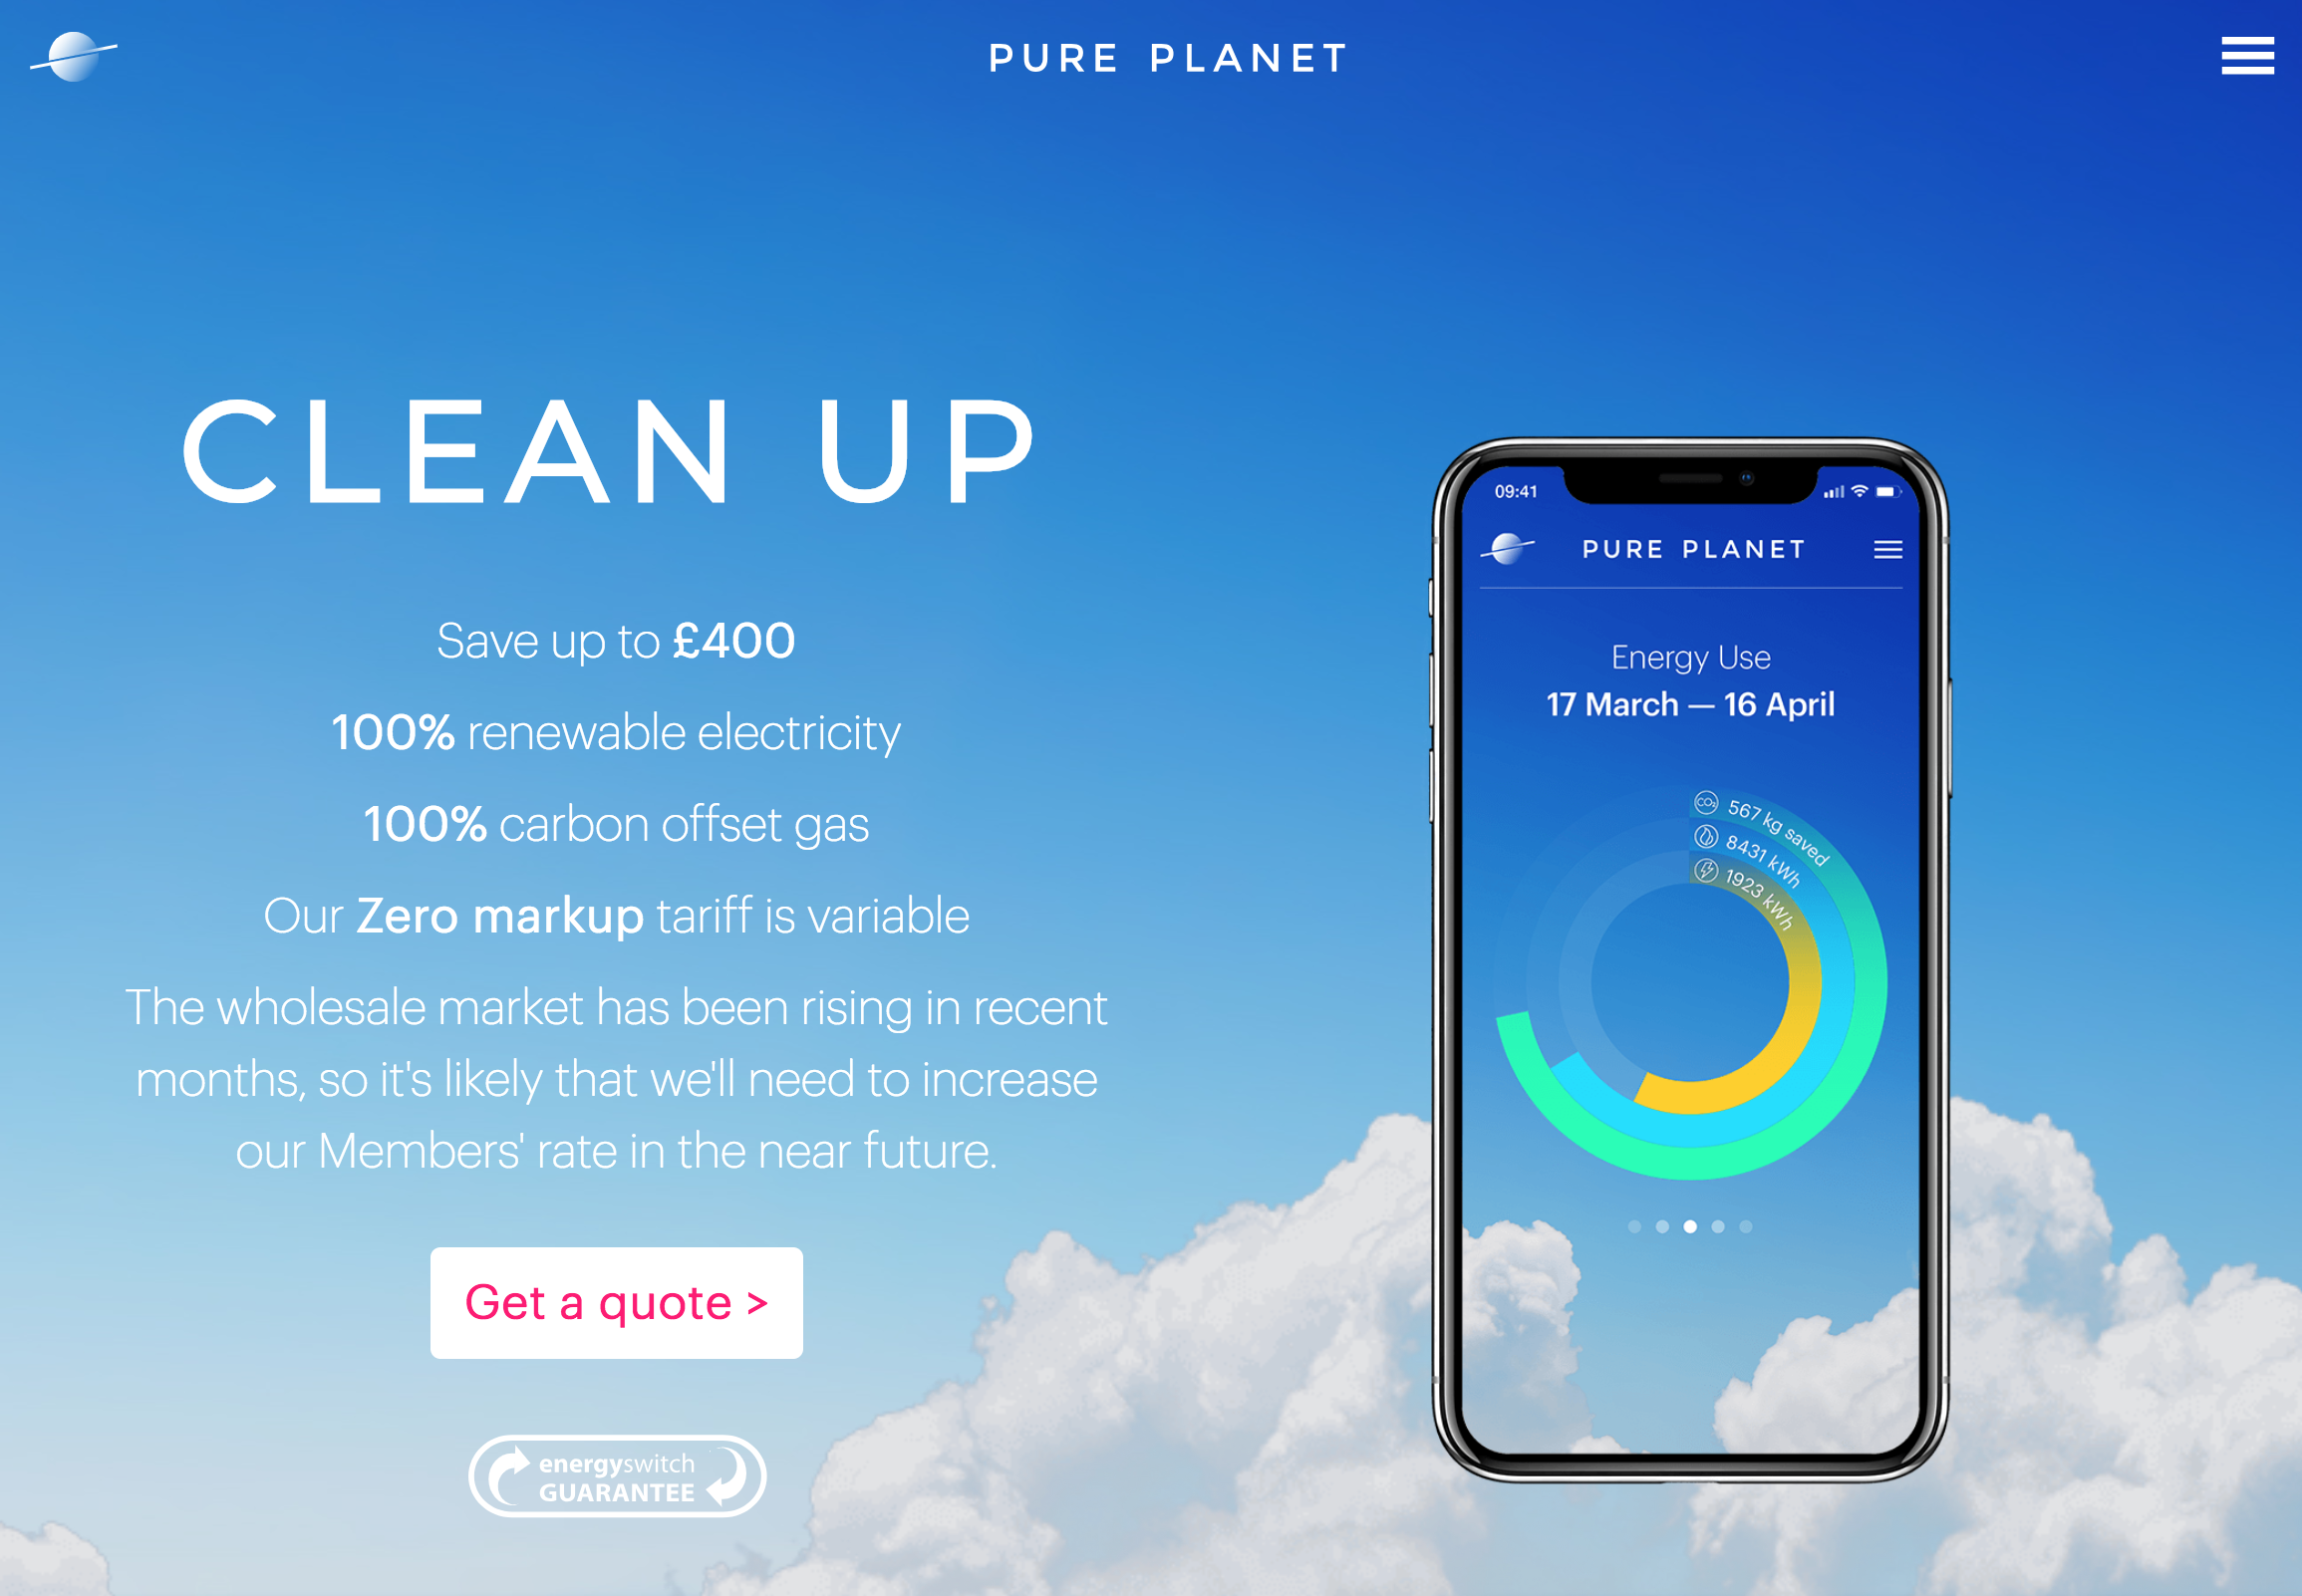 PURE PLANET
CLEAN UP
Save up to £400
100% renewable electricity
100% carbon offset gas
Our Zero markup tariff is variable
The wholesale market has been rising in recent
months, so it's likely that we'll need to increase
our Members' rate in the near future.
Get a quote >
energyswitch
GUARANTEE
09:41
PURE PLANET
Energy Use
17 March — 16 April
CO₂ 567 kg saved
8431 kWh
1923 kWh